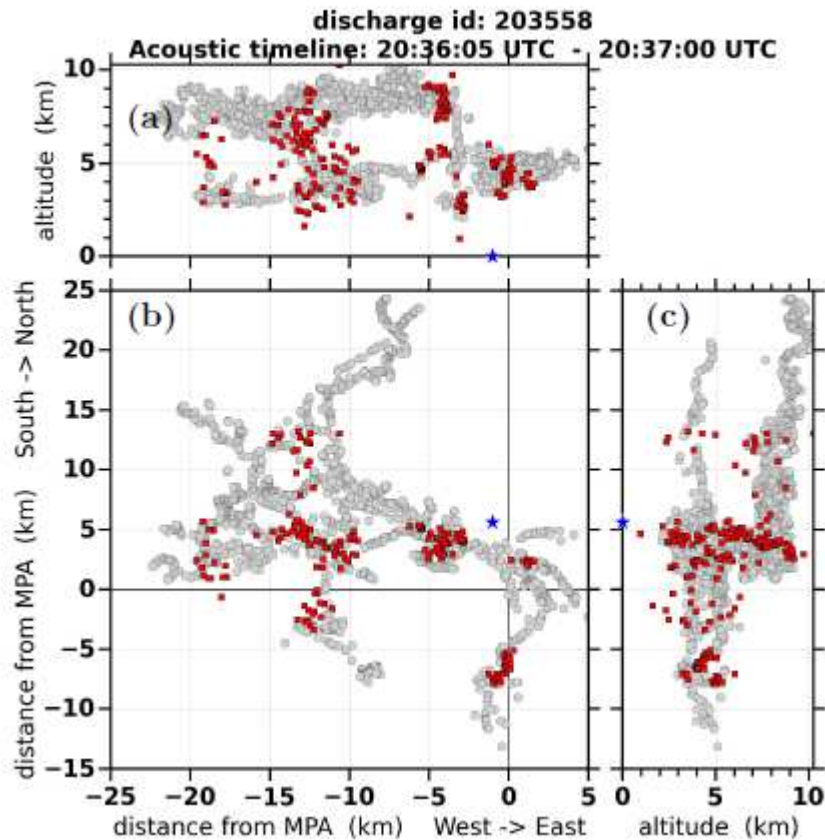 discharge id: 203558
Acoustic timeline: 20:36:05 UTC - 20:37:00 UTC
10
5
0
altitude (km)
(a)
25
20
15
10
5
0
−5
−10
−15
distance from MPA (km) South -> North
(b)
(c)
−25 −20 −15 −10 −5 0 5
0 5 10
distance from MPA (km) West -> East
altitude (km)